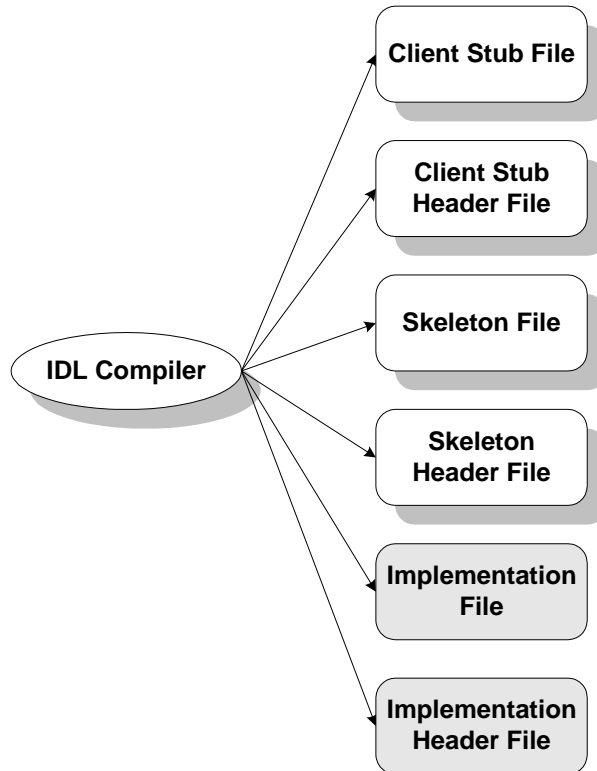 Client Stub File
Client Stub
Header File
Skeleton File
IDL Compiler
Skeleton
Header File
Implementation
File
Implementation
Header File